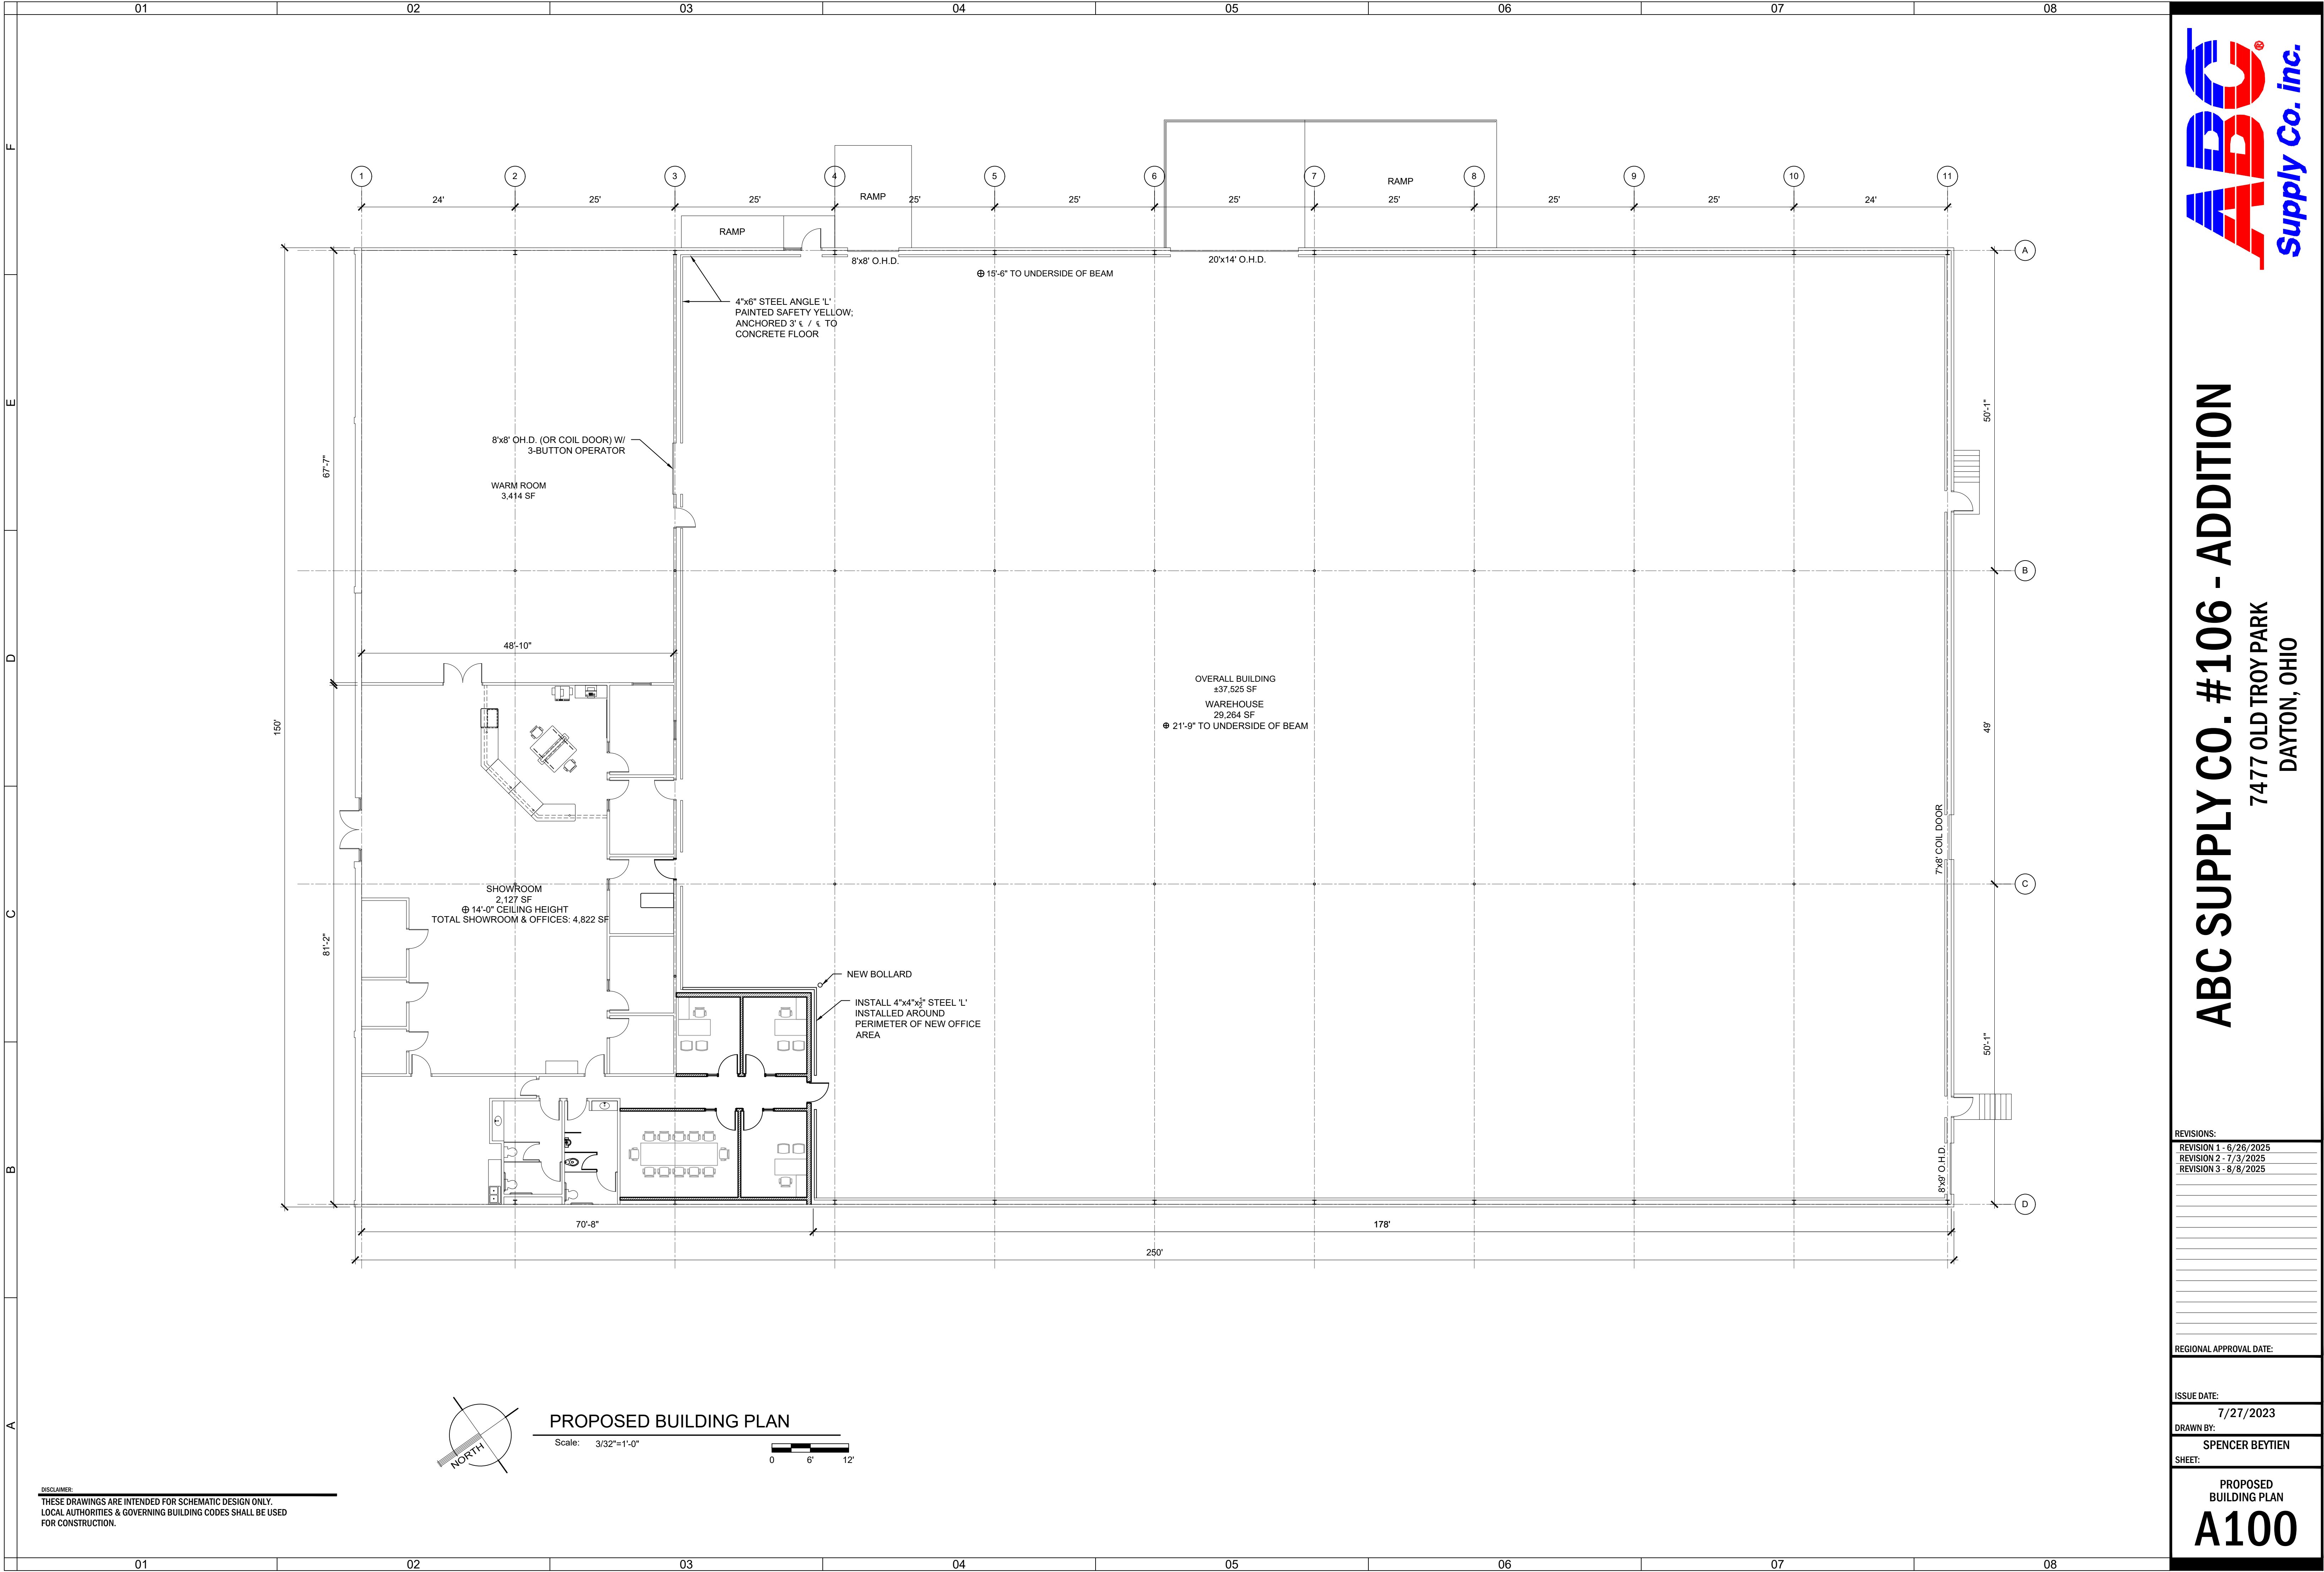 01 02 03 04 05 06 07 08
F
E
D
C
B
A
1 2 3 4 5 6 7 8 9 10 11
24' 25' 25' 25' 25' 25' 25' 25' 25' 24'
RAMP
RAMP
RAMP
A
B
C
D
8'x8' O.H.D.
20'x14' O.H.D.
15'-6" TO UNDERSIDE OF BEAM
4"x6" STEEL ANGLE 'L'
PAINTED SAFETY YELLOW;
ANCHORED 3' ℄ / ℄ TO
CONCRETE FLOOR
8'x8' OH.D. (OR COIL DOOR) W/
3-BUTTON OPERATOR
WARM ROOM
3,414 SF
67'-7"
48'-10"
150'
81'-2"
50'-1"
49'
50'-1"
OVERALL BUILDING
±37,525 SF
WAREHOUSE
29,264 SF
21'-9" TO UNDERSIDE OF BEAM
7'x8' COIL DOOR
8'x9' O.H.D.
SHOWROOM
2,127 SF
14'-0" CEILING HEIGHT
TOTAL SHOWROOM & OFFICES: 4,822 SF
NEW BOLLARD
INSTALL 4"x4"x½" STEEL 'L'
INSTALLED AROUND
PERIMETER OF NEW OFFICE
AREA
70'-8"
178'
250'
NORTH
PROPOSED BUILDING PLAN
Scale: 3/32"=1'-0"
0 6' 12'
DISCLAIMER:
THESE DRAWINGS ARE INTENDED FOR SCHEMATIC DESIGN ONLY.
LOCAL AUTHORITIES & GOVERNING BUILDING CODES SHALL BE USED
FOR CONSTRUCTION.
01 02 03 04 05 06 07 08
ABC®
Supply Co. inc.
ABC SUPPLY CO. #106 - ADDITION
7477 OLD TROY PARK
DAYTON, OHIO
REVISIONS:
REVISION 1 - 6/26/2025
REVISION 2 - 7/3/2025
REVISION 3 - 8/8/2025
REGIONAL APPROVAL DATE:
ISSUE DATE:
7/27/2023
DRAWN BY:
SPENCER BEYTIEN
SHEET:
PROPOSED
BUILDING PLAN
A100